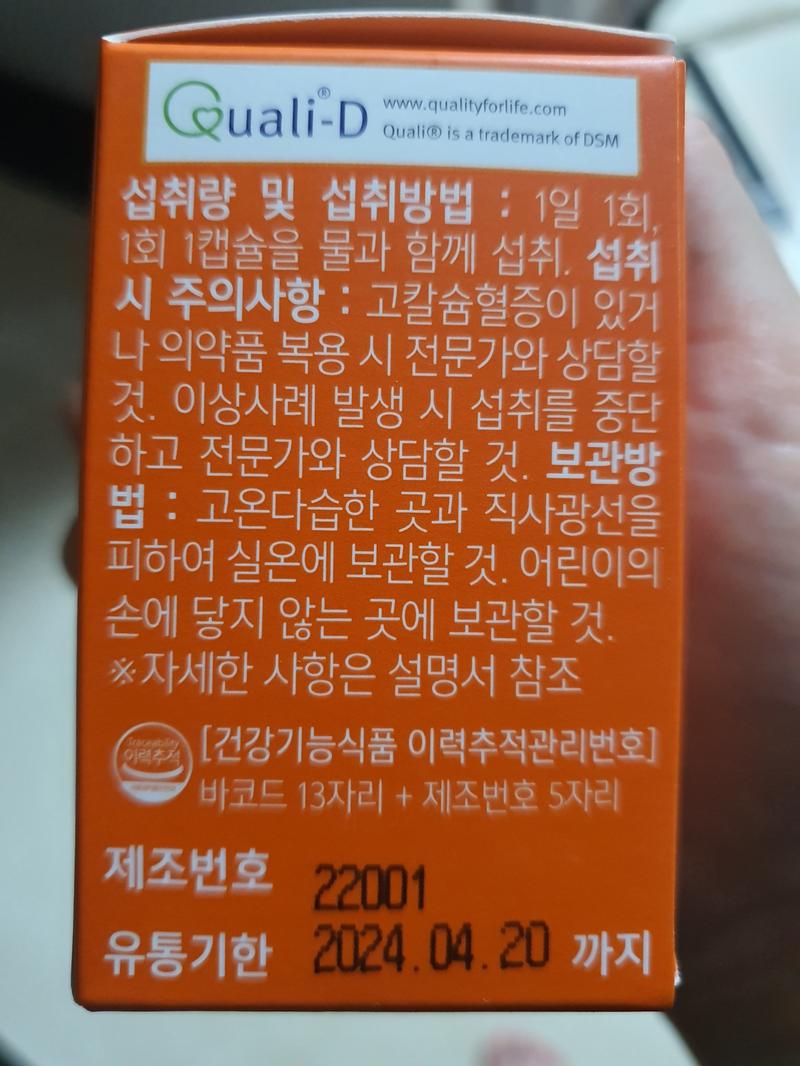 Quali®-D
www.qualityforlife.com
Quali® is a trademark of DSM
섭취량 및 섭취방법 : 1일 1회,
1회 1캡슐을 물과 함께 섭취. 섭취
시 주의사항 : 고칼슘혈증이 있거
나 의약품 복용 시 전문가와 상담할
것. 이상사례 발생 시 섭취를 중단
하고 전문가와 상담할 것. 보관방
법 : 고온다습한 곳과 직사광선을
피하여 실온에 보관할 것. 어린이의
손에 닿지 않는 곳에 보관할 것.
※자세한 사항은 설명서 참조
Traceability
이력추적
[건강기능식품 이력추적관리번호]
바코드 13자리 + 제조번호 5자리
제조번호 22001
유통기한 2024.04.20 까지